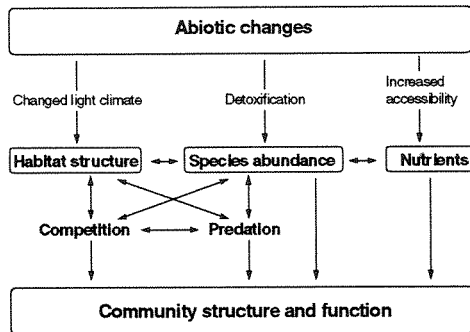 Abiotic changes
Changed light climate
Detoxification
Increased
accessibility
Habitat structure
Species abundance
Nutrients
Competition
Predation
Community structure and function